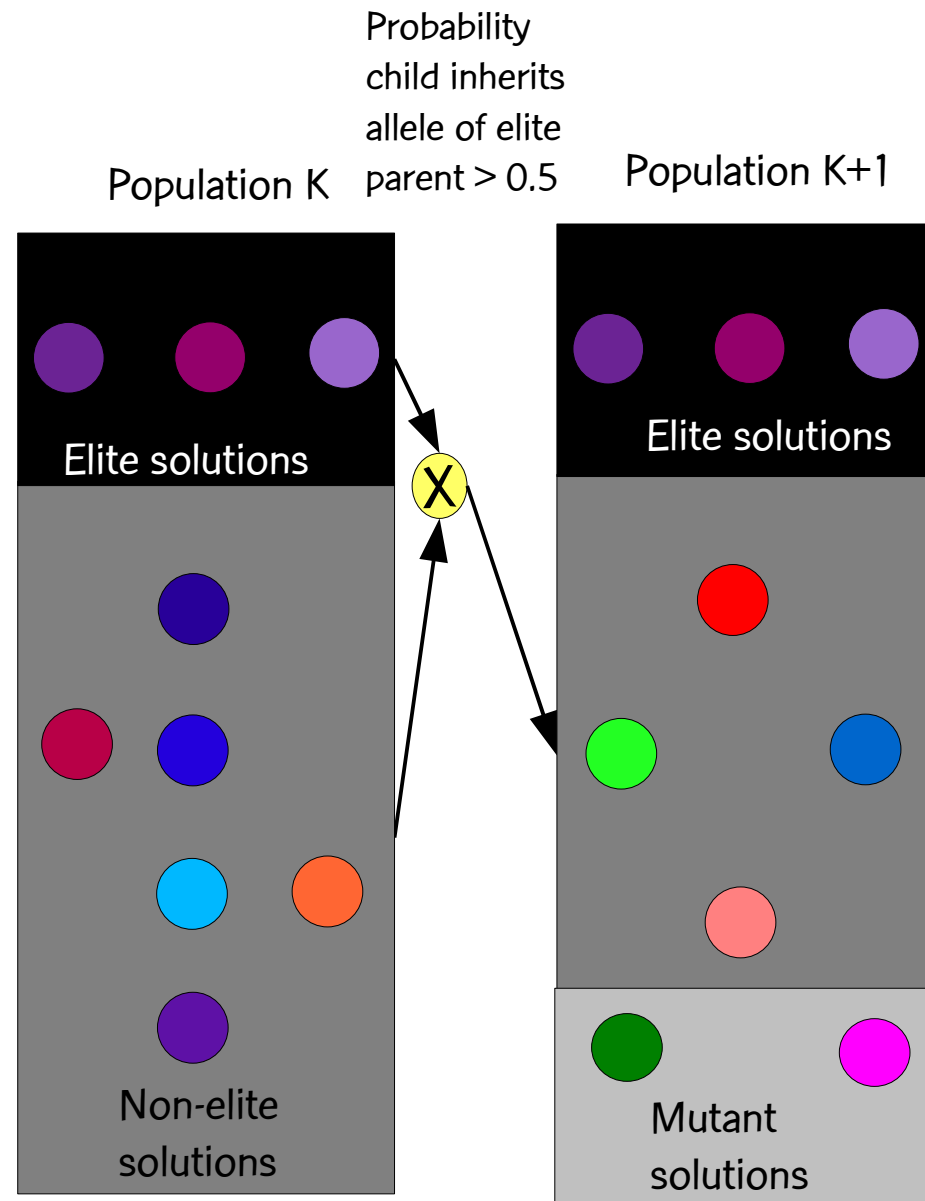 Probability
child inherits
allele of elite
parent > 0.5
Population K
Population K+1
Elite solutions
Elite solutions
X
Non-elite
solutions
Mutant
solutions